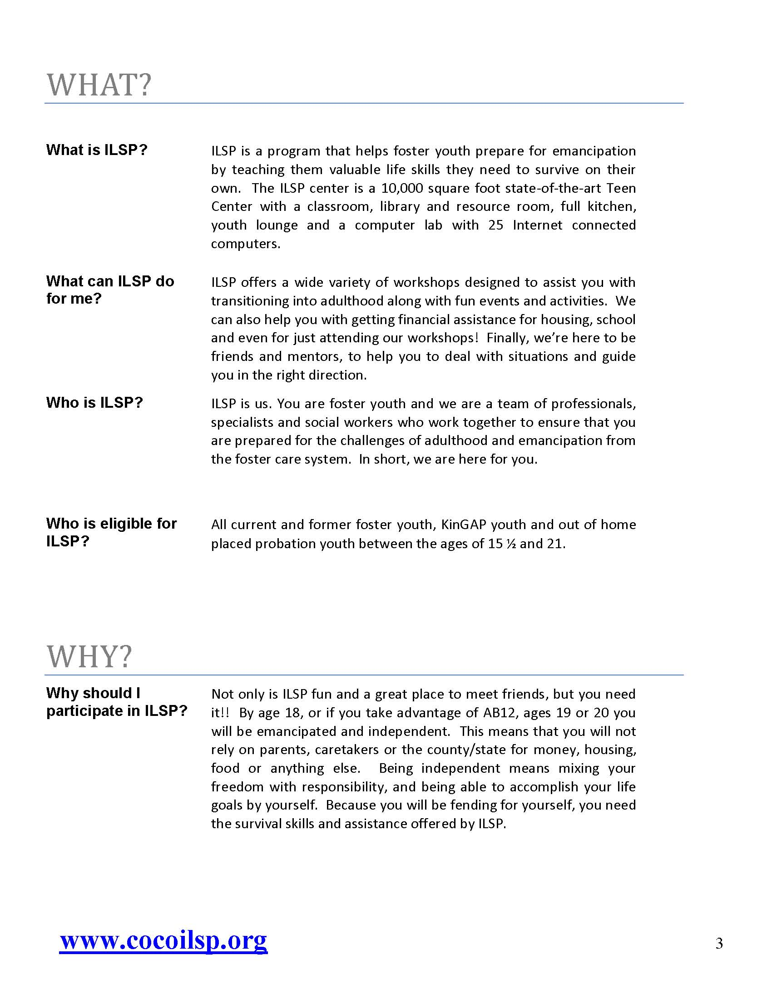 WHAT?
What is ILSP?
ILSP is a program that helps foster youth prepare for emancipation
by teaching them valuable life skills they need to survive on their
own.  The ILSP center is a 10,000 square foot state-of-the-art Teen
Center with a classroom, library and resource room, full kitchen,
youth lounge and a computer lab with 25 Internet connected
computers.
What can ILSP do
for me?
ILSP offers a wide variety of workshops designed to assist you with
transitioning into adulthood along with fun events and activities.  We
can also help you with getting financial assistance for housing, school
and even for just attending our workshops!  Finally, we’re here to be
friends and mentors, to help you to deal with situations and guide
you in the right direction.
Who is ILSP?
ILSP is us. You are foster youth and we are a team of professionals,
specialists and social workers who work together to ensure that you
are prepared for the challenges of adulthood and emancipation from
the foster care system.  In short, we are here for you.
Who is eligible for
ILSP?
All current and former foster youth, KinGAP youth and out of home
placed probation youth between the ages of 15 ½ and 21.
WHY?
Why should I
participate in ILSP?
Not only is ILSP fun and a great place to meet friends, but you need
it!!  By age 18, or if you take advantage of AB12, ages 19 or 20 you
will be emancipated and independent.  This means that you will not
rely on parents, caretakers or the county/state for money, housing,
food or anything else.  Being independent means mixing your
freedom with responsibility, and being able to accomplish your life
goals by yourself.  Because you will be fending for yourself, you need
the survival skills and assistance offered by ILSP.
www.cocoilsp.org
3